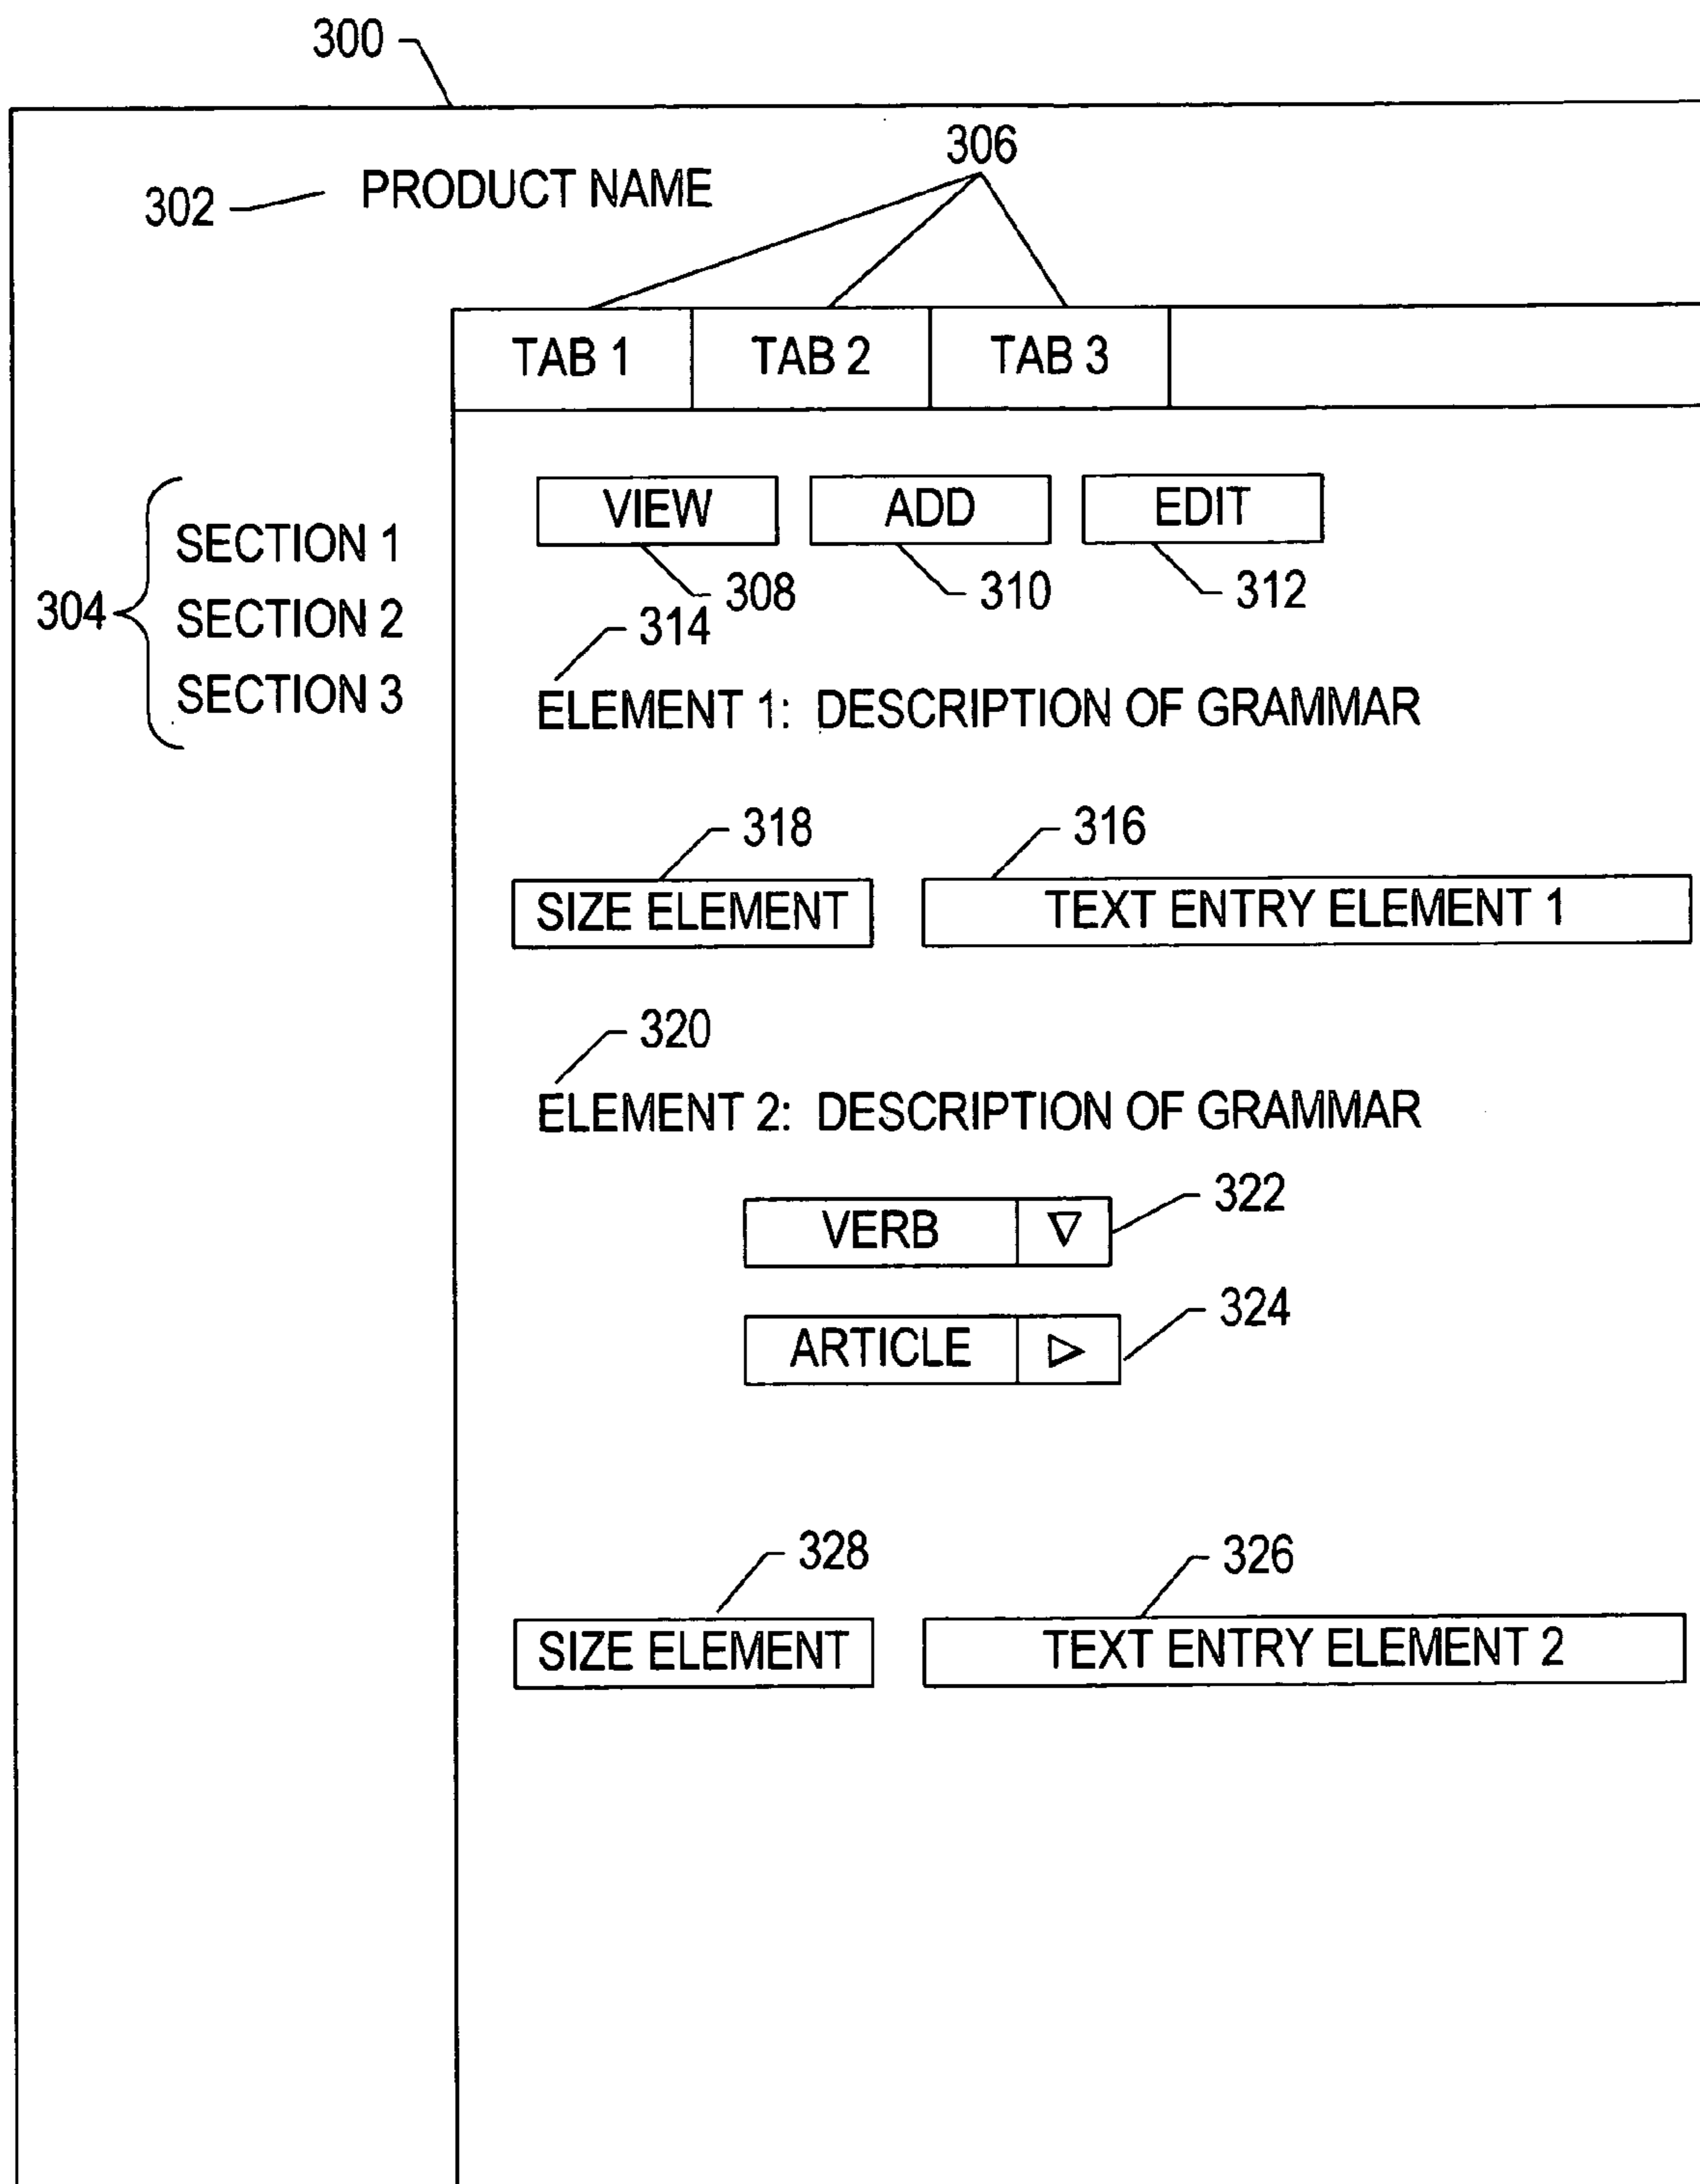 300
306
302 PRODUCT NAME
TAB 1 TAB 2 TAB 3
VIEW ADD EDIT
308 310 312
304
SECTION 1
SECTION 2
SECTION 3
314
ELEMENT 1: DESCRIPTION OF GRAMMAR
318 316
SIZE ELEMENT TEXT ENTRY ELEMENT 1
320
ELEMENT 2: DESCRIPTION OF GRAMMAR
322
VERB
324
ARTICLE
328 326
SIZE ELEMENT TEXT ENTRY ELEMENT 2